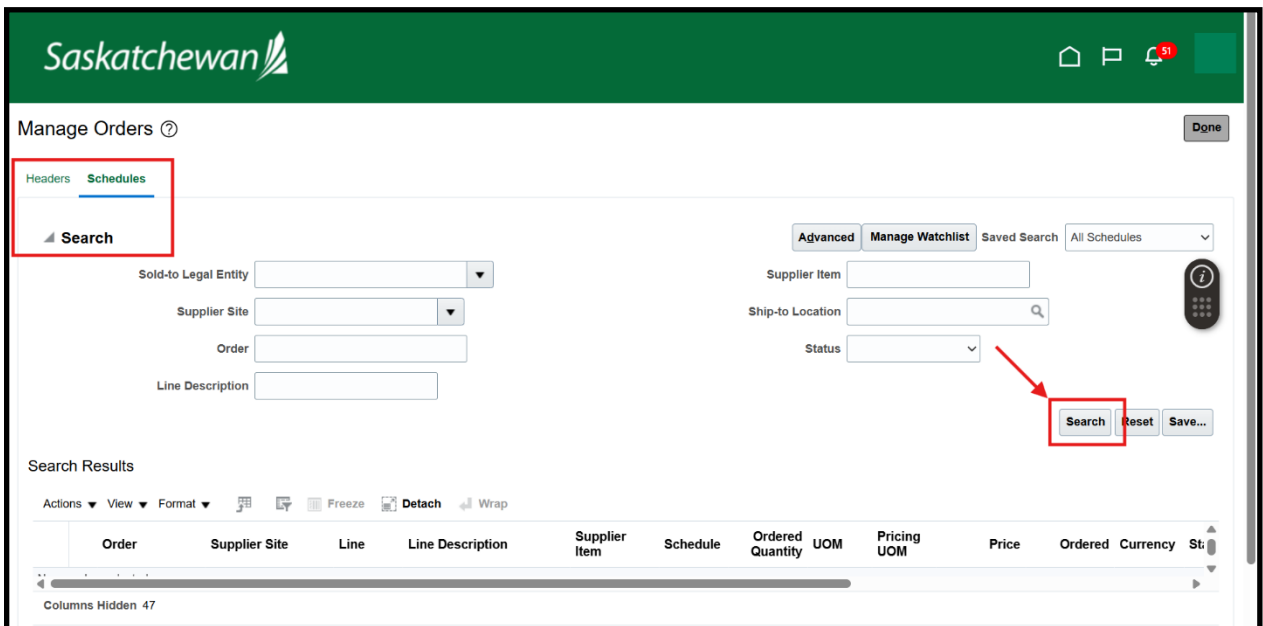 Saskatchewan
51
Manage Orders ?
Done
Headers Schedules
Search
Advanced Manage Watchlist Saved Search All Schedules
Sold-to Legal Entity Supplier Item
Supplier Site Ship-to Location
Order Status
Line Description
Search Reset Save...
Search Results
Actions View Format Freeze Detach Wrap
Order Supplier Site Line Line Description Supplier Item Schedule Ordered Quantity UOM Pricing UOM Price Ordered Currency
Columns Hidden 47